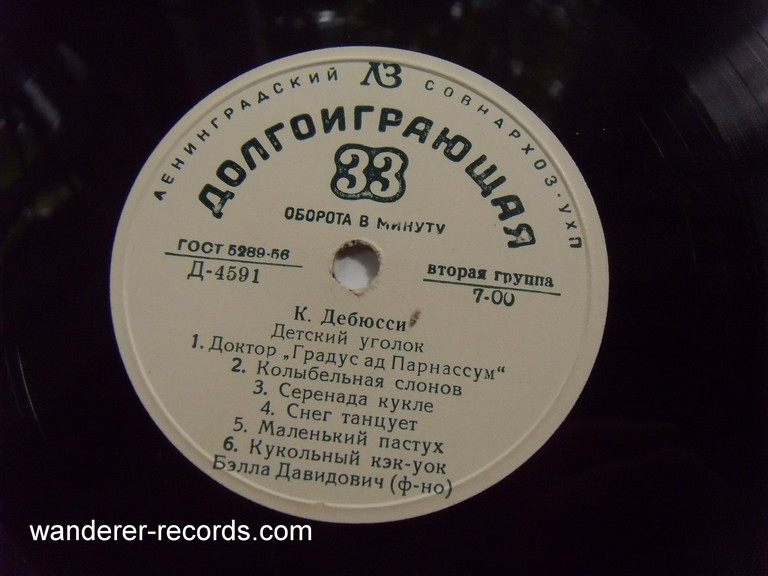 ЛЕНИНГРАДСКИЙ ЛЗ СОВНАРХОЗ·УХП
ДОЛГОИГРАЮЩАЯ
33
ОБОРОТА В МИНУТУ
ГОСТ 5289-56
Д-4591
вторая группа
7-00
К. Дебюсси
Детский уголок
1. Доктор „Градус ад Парнассум“
2. Колыбельная слонов
3. Серенада кукле
4. Снег танцует
5. Маленький пастух
6. Кукольный кэк-уок
Бэлла Давидович (ф-но)
wanderer-records.com